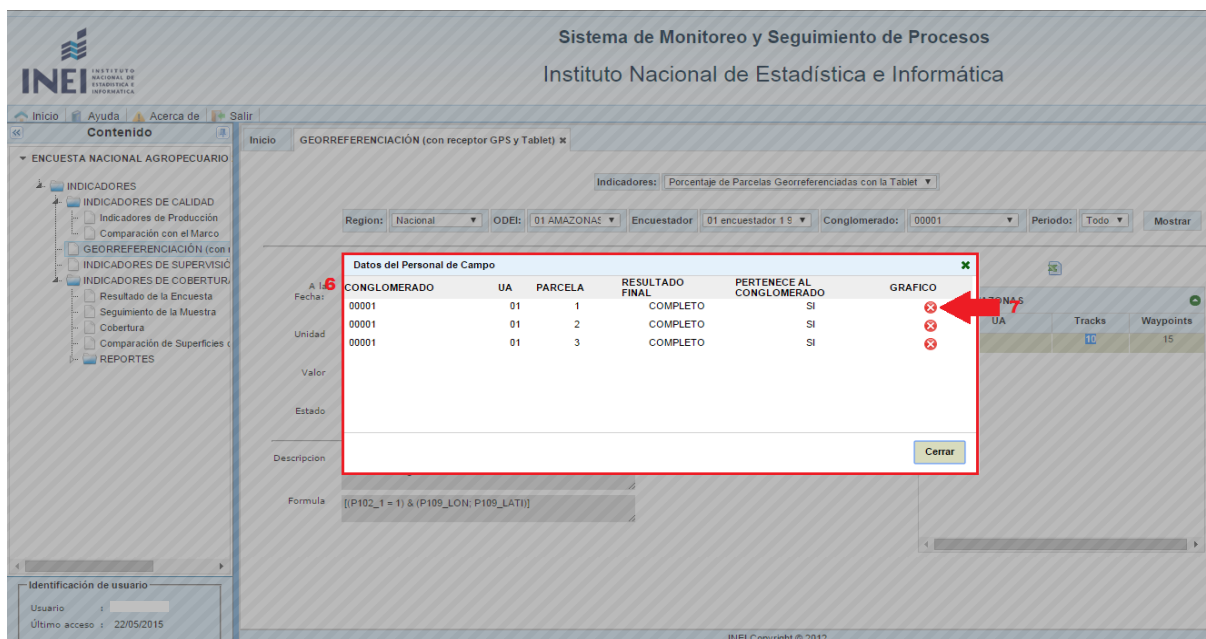 Sistema de Monitoreo y Seguimiento de Procesos
INEI INSTITUTO NACIONAL DE ESTADÍSTICA E INFORMÁTICA
Instituto Nacional de Estadística e Informática
Inicio Ayuda Acerca de Salir
Contenido
Inicio GEORREFERENCIACIÓN (con receptor GPS y Tablet)
ENCUESTA NACIONAL AGROPECUARIO
INDICADORES
INDICADORES DE CALIDAD
Indicadores de Producción
Comparación con el Marco
GEORREFERENCIACIÓN (con
INDICADORES DE SUPERVISIÓ
INDICADORES DE COBERTUR
Resultado de la Encuesta
Seguimiento de la Muestra
Cobertura
Comparación de Superficies
REPORTES
Indicadores: Porcentaje de Parcelas Georreferenciadas con la Tablet
Region: Nacional ODEI: 01 AMAZONAS Encuestador 01 encuestador 1 9 Conglomerado: 00001 Periodo: Todo Mostrar
A la Fecha:
Unidad
Valor
Estado
Descripcion
Formula [(P102_1 = 1) & (P109_LON; P109_LATI)]
6
Datos del Personal de Campo
CONGLOMERADO UA PARCELA RESULTADO FINAL PERTENECE AL CONGLOMERADO GRAFICO
00001 01 1 COMPLETO SI
00001 01 2 COMPLETO SI
00001 01 3 COMPLETO SI
Cerrar
7
AZONAS
UA Tracks Waypoints
10 15
Identificación de usuario
Usuario :
Último acceso : 22/05/2015
INEI Copyright © 2012